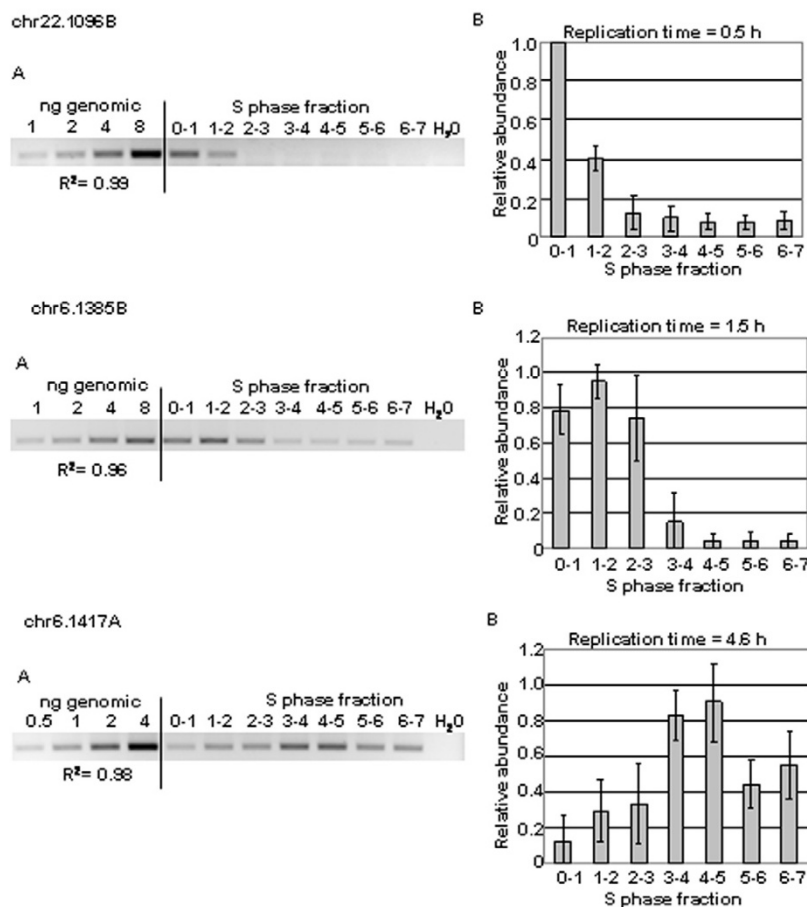 chr22.1096B
A
ng genomic S phase fraction
1 2 4 8 0-1 1-2 2-3 3-4 4-5 5-6 6-7 H₂0
R²= 0.99
B
Replication time = 0.5 h
Relative abundance
1.0
0.8
0.6
0.4
0.2
0
0-1 1-2 2-3 3-4 4-5 5-6 6-7
S phase fraction
chr6.1385B
A
ng genomic S phase fraction
1 2 4 8 0-1 1-2 2-3 3-4 4-5 5-6 6-7 H₂0
R²= 0.96
B
Replication time = 1.5 h
Relative abundance
1.2
1.0
0.8
0.6
0.4
0.2
0
0-1 1-2 2-3 3-4 4-5 5-6 6-7
S phase fraction
chr6.1417A
A
ng genomic S phase fraction
0.5 1 2 4 0-1 1-2 2-3 3-4 4-5 5-6 6-7 H₂0
R²= 0.98
B
Replication time = 4.6 h
Relative abundance
1.2
1.0
0.8
0.6
0.4
0.2
0
0-1 1-2 2-3 3-4 4-5 5-6 6-7
S phase fraction